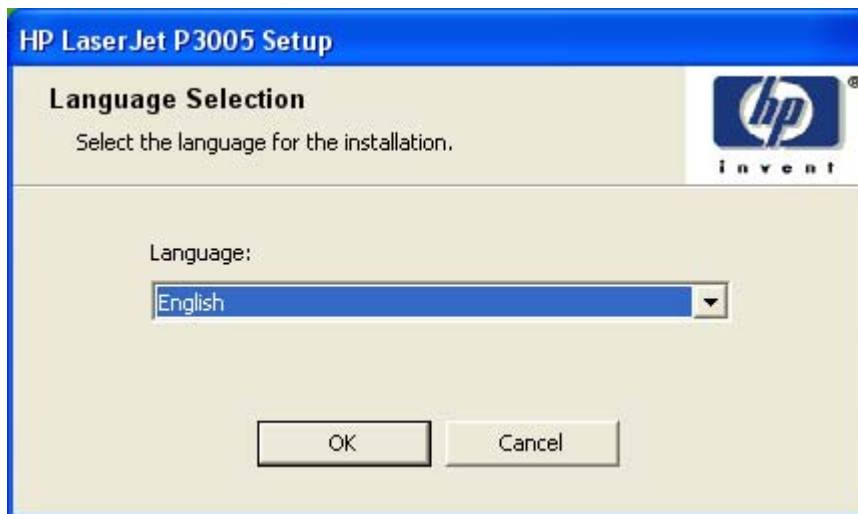 HP LaserJet P3005 Setup
Language Selection
Select the language for the installation.
hp
®
invent
Language:
English
OK
Cancel